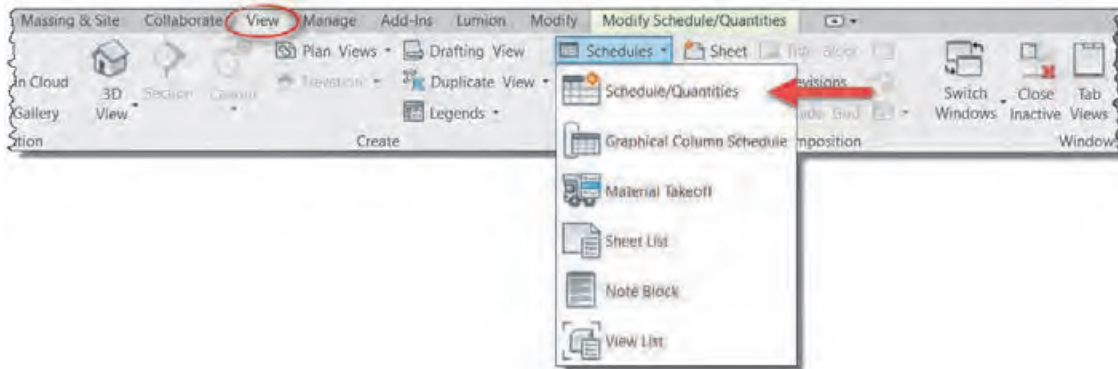 Massing & Site Collaborate View Manage Add-Ins Lumion Modify Modify Schedule/Quantities
Plan Views Drafting View Schedules Sheet
in Cloud 3D View Section Duplicate View Schedule/Quantities Switch Windows Close Inactive Tab Views
Gallery Legends
Create Windows
Graphical Column Schedule
Material Takeoff
Sheet List
Note Block
View List